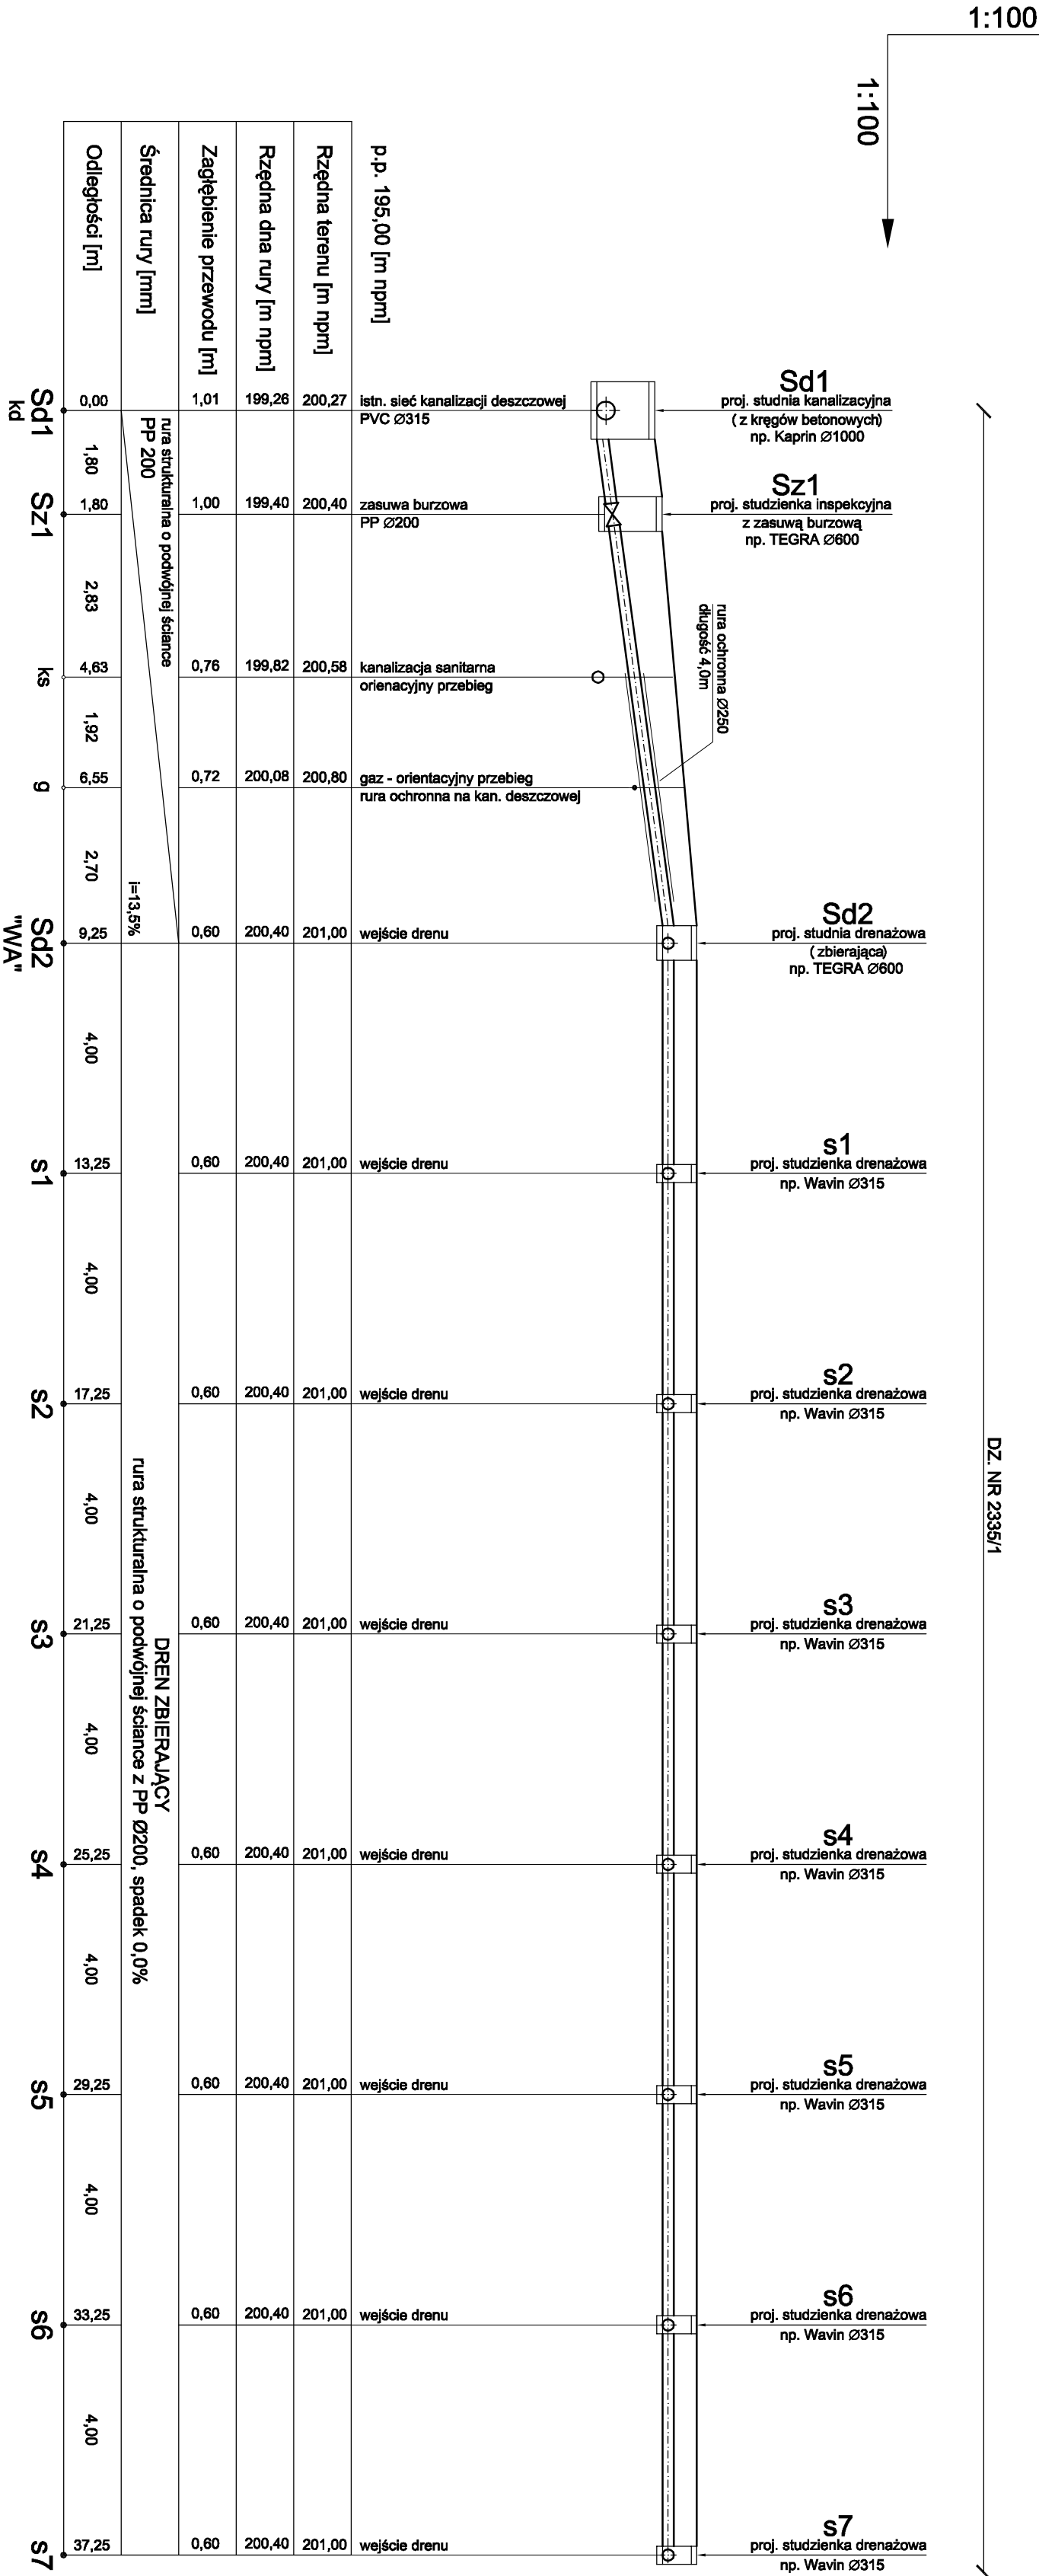 1:100
1:100
DZ. NR 2335/1
Sd1
proj. studnia kanalizacyjna
( z kręgów betonowych)
np. Kaprin Ø1000
Sz1
proj. studzienka inspekcyjna
z zasuwą burzową
np. TEGRA Ø600
rura ochronna Ø250
długość 4,0m
Sd2
proj. studnia drenażowa
( zbierająca)
np. TEGRA Ø600
s1
proj. studzienka drenażowa
np. Wavin Ø315
s2
proj. studzienka drenażowa
np. Wavin Ø315
s3
proj. studzienka drenażowa
np. Wavin Ø315
s4
proj. studzienka drenażowa
np. Wavin Ø315
s5
proj. studzienka drenażowa
np. Wavin Ø315
s6
proj. studzienka drenażowa
np. Wavin Ø315
s7
proj. studzienka drenażowa
np. Wavin Ø315
p.p. 195,00 [m npm]
istn. sieć kanalizacji deszczowej
PVC Ø315
zasuwa burzowa
PP Ø200
kanalizacja sanitarna
orienacyjny przebieg
gaz - orientacyjny przebieg
rura ochronna na kan. deszczowej
wejście drenu
wejście drenu
wejście drenu
wejście drenu
wejście drenu
wejście drenu
wejście drenu
wejście drenu
Rzędna terenu [m npm]
200,27 200,40 200,58 200,80 201,00 201,00 201,00 201,00 201,00 201,00 201,00 201,00
Rzędna dna rury [m npm]
199,26 199,40 199,82 200,08 200,40 200,40 200,40 200,40 200,40 200,40 200,40 200,40
Zagłębienie przewodu [m]
1,01 1,00 0,76 0,72 0,60 0,60 0,60 0,60 0,60 0,60 0,60 0,60
Średnica rury [mm]
rura strukturalna o podwójnej ściance
PP 200
i=13,5%
DREN ZBIERAJĄCY
rura strukturalna o podwójnej ściance z PP Ø200, spadek 0,0%
Odległości [m]
0,00 1,80 1,80 2,83 4,63 1,92 6,55 2,70 9,25 4,00 13,25 4,00 17,25 4,00 21,25 4,00 25,25 4,00 29,25 4,00 33,25 4,00 37,25
Sd1 Sz1 ks g Sd2 s1 s2 s3 s4 s5 s6 s7
kd "WA"